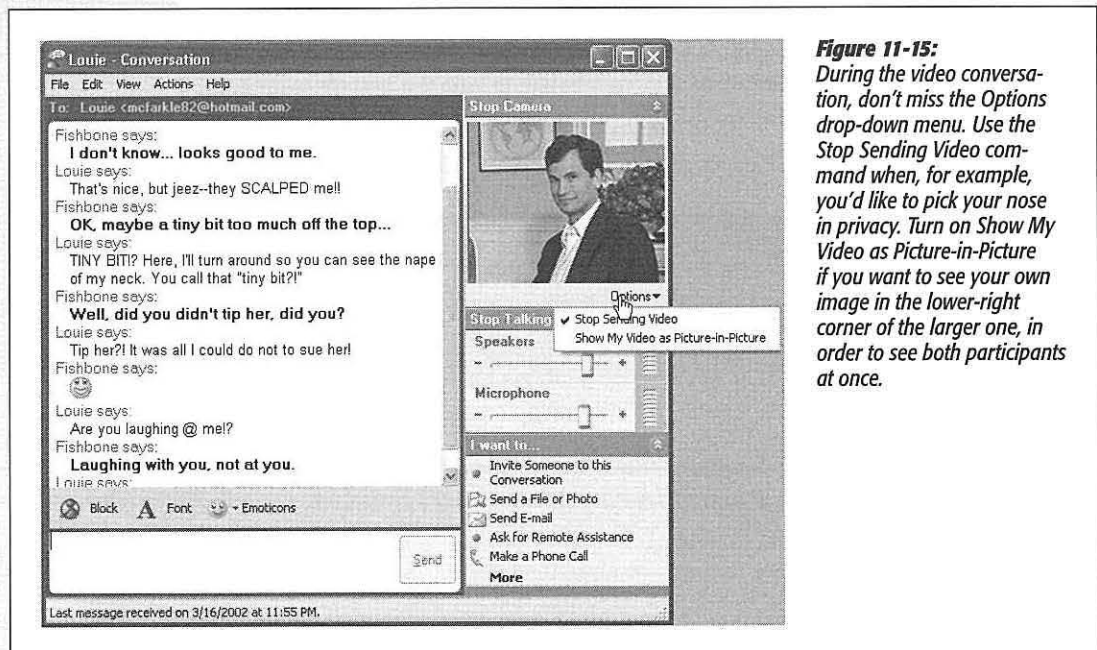 Louie - Conversation
File Edit View Actions Help
To: Louie <mcfarkle82@hotmail.com>
Fishbone says:
I don't know... looks good to me.
Louie says:
That's nice, but jeez--they SCALPED me!!
Fishbone says:
OK, maybe a tiny bit too much off the top...
Louie says:
TINY BIT!? Here, I'll turn around so you can see the nape
of my neck. You call that "tiny bit?!"
Fishbone says:
Well, did you didn't tip her, did you?
Louie says:
Tip her?! It was all I could do not to sue her!
Fishbone says:
Louie says:
Are you laughing @ me!?
Fishbone says:
Laughing with you, not at you.
Louie says:
Block A Font Emoticons
Send
Last message received on 3/16/2002 at 11:55 PM.
Stop Camera
Options
Stop Sending Video
Show My Video as Picture-in-Picture
Stop Talking
Speakers
- +
Microphone
- +
I want to...
Invite Someone to this
Conversation
Send a File or Photo
Send E-mail
Ask for Remote Assistance
Make a Phone Call
More
Figure 11-15:
During the video conversa-
tion, don't miss the Options
drop-down menu. Use the
Stop Sending Video com-
mand when, for example,
you'd like to pick your nose
in privacy. Turn on Show My
Video as Picture-in-Picture
if you want to see your own
image in the lower-right
corner of the larger one, in
order to see both participants
at once.